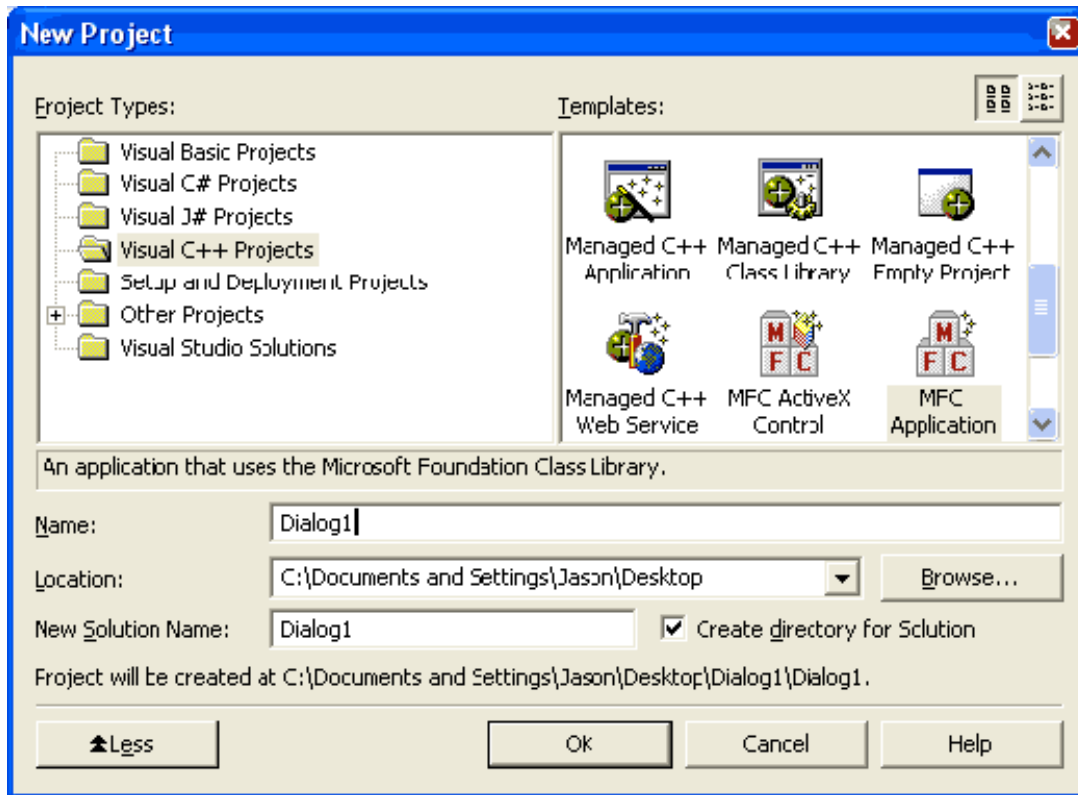 New Project
Project Types:
Templates:
Visual Basic Projects
Visual C# Projects
Visual J# Projects
Visual C++ Projects
Setup and Deployment Projects
Other Projects
Visual Studio Solutions
Managed C++ Application
Managed C++ Class Library
Managed C++ Empty Project
Managed C++ Web Service
MFC ActiveX Control
MFC Application
An application that uses the Microsoft Foundation Class Library.
Name:
Dialog1
Location:
C:\Documents and Settings\Jason\Desktop
Browse...
New Solution Name:
Dialog1
Create directory for Solution
Project will be created at C:\Documents and Settings\Jason\Desktop\Dialog1\Dialog1.
Less
OK
Cancel
Help